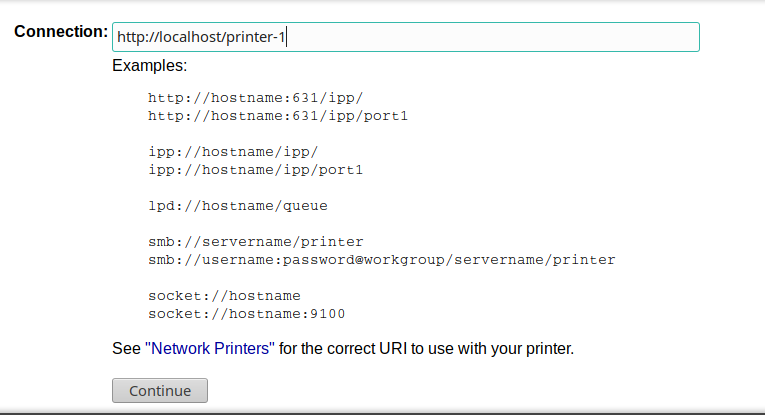 Connection: http://localhost/printer-1
Examples:
http://hostname:631/ipp/
http://hostname:631/ipp/port1
ipp://hostname/ipp/
ipp://hostname/ipp/port1
lpd://hostname/queue
smb://servername/printer
smb://username:password@workgroup/servername/printer
socket://hostname
socket://hostname:9100
See "Network Printers" for the correct URI to use with your printer.
Continue